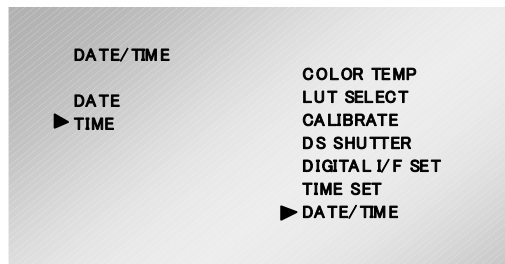 DATE/TIME
DATE
▶TIME
COLOR TEMP
LUT SELECT
CALIBRATE
DS SHUTTER
DIGITAL I/F SET
TIME SET
▶DATE/TIME